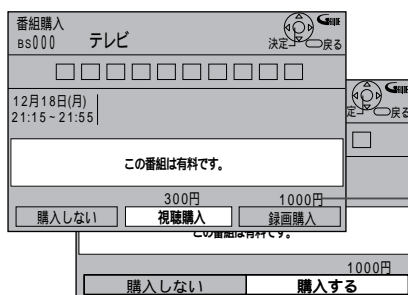 番組購入
BS000 テレビ
決定 戻る
GUIDE
12月18日(月)
21:15~21:55
この番組は有料です。
300円 1000円
購入しない 視聴購入 録画購入
GUIDE
定 戻る
この番組は有料です。
1000円
購入しない 購入する